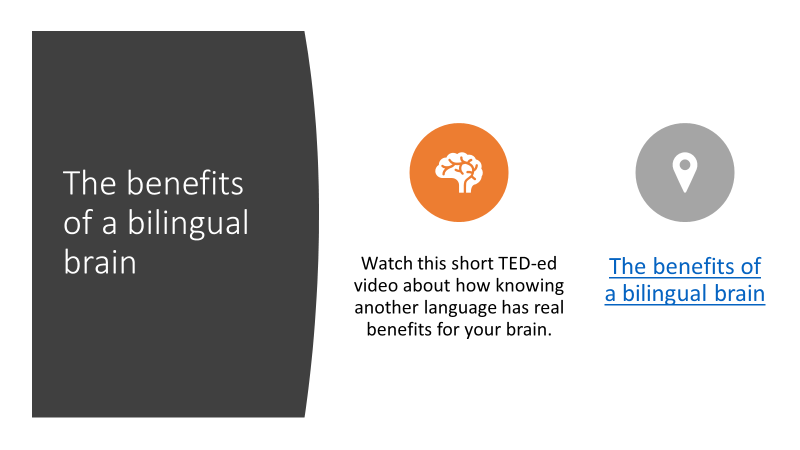 The benefits
of a bilingual
brain
Watch this short TED-ed
video about how knowing
another language has real
benefits for your brain.
The benefits of
a bilingual brain